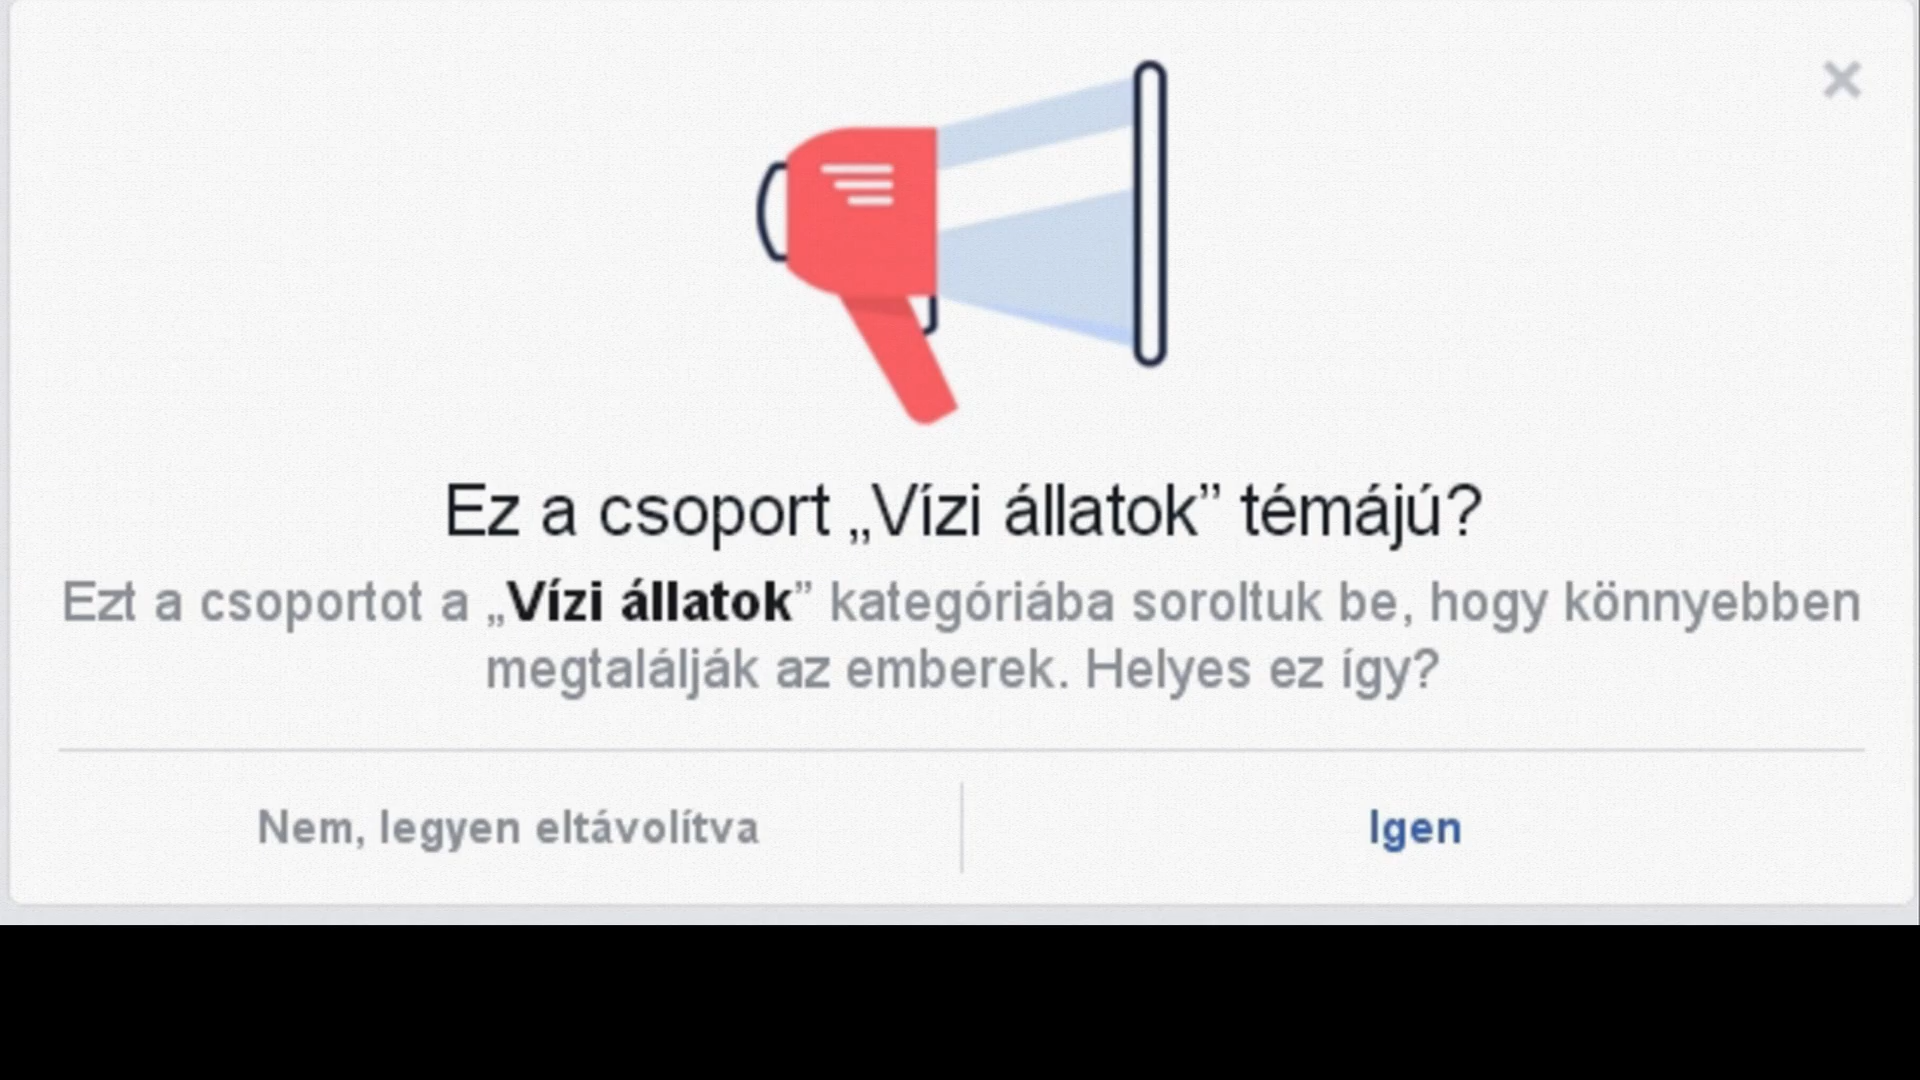 Ez a csoport „Vízi állatok” témájú?
Ezt a csoportot a „Vízi állatok” kategóriába soroltuk be, hogy könnyebben
megtalálják az emberek. Helyes ez így?
Nem, legyen eltávolítva
Igen